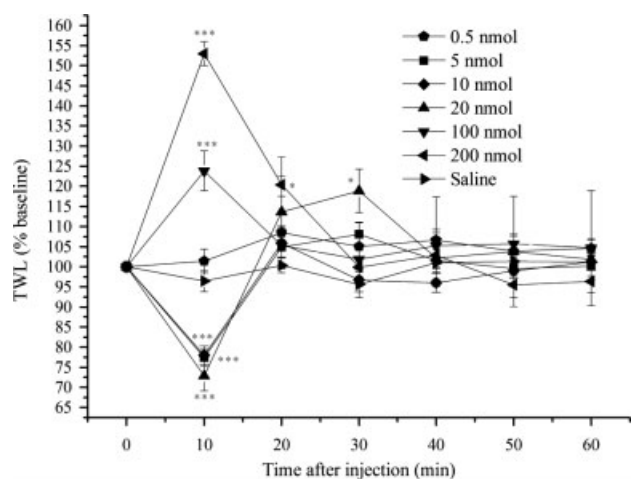 ***
160
155
150
145
140
135
130
125
120
115
110
105
100
95
90
85
80
75
70
65
TWL (% baseline)
0.5 nmol
5 nmol
10 nmol
20 nmol
100 nmol
200 nmol
Saline
***
*
*
***
***
***
0 10 20 30 40 50 60
Time after injection (min)